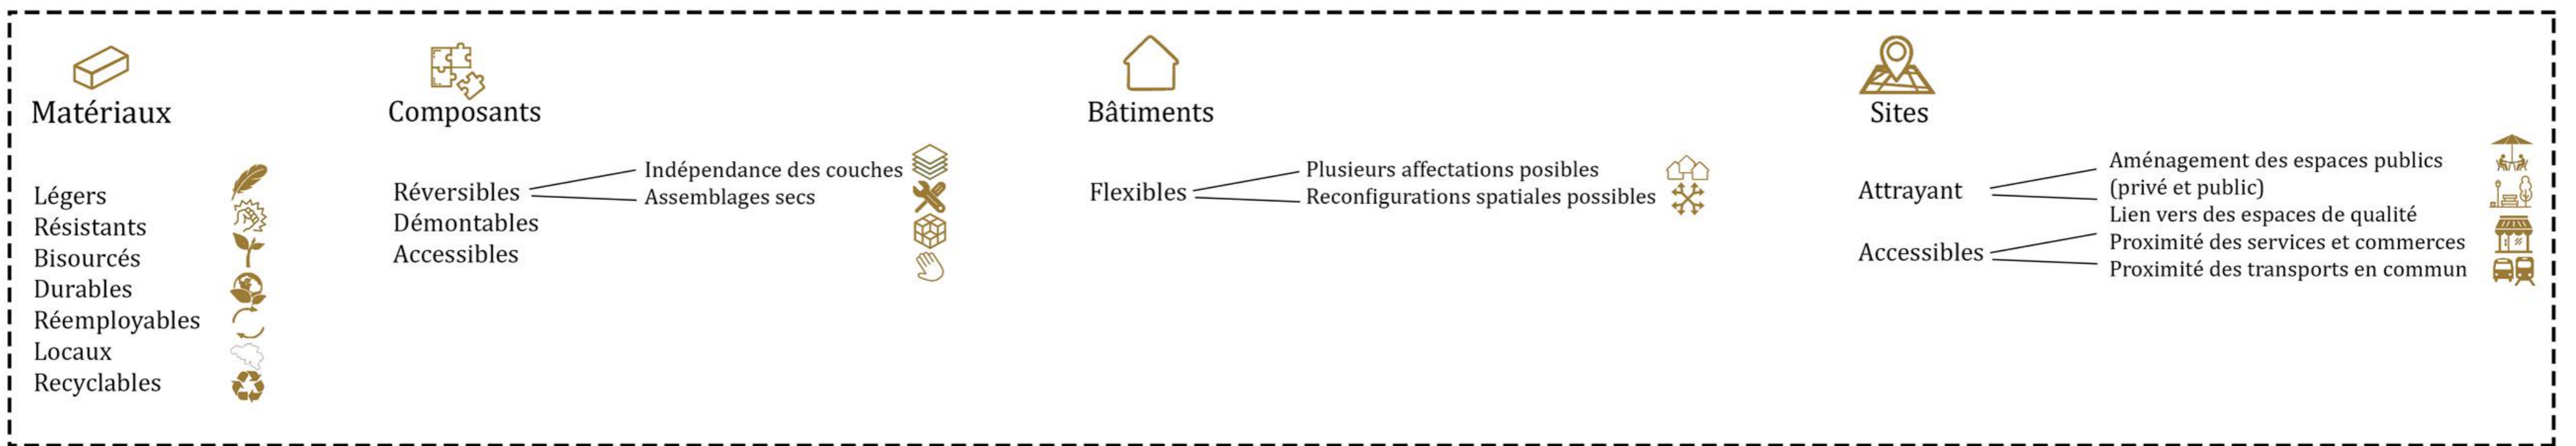 Matériaux
Légers
Résistants
Bisourcés
Durables
Réemployables
Locaux
Recyclables
Composants
Réversibles
Indépendance des couches
Assemblages secs
Démontables
Accessibles
Bâtiments
Flexibles
Plusieurs affectations posibles
Reconfigurations spatiales possibles
Sites
Attrayant
Aménagement des espaces publics
(privé et public)
Lien vers des espaces de qualité
Accessibles
Proximité des services et commerces
Proximité des transports en commun